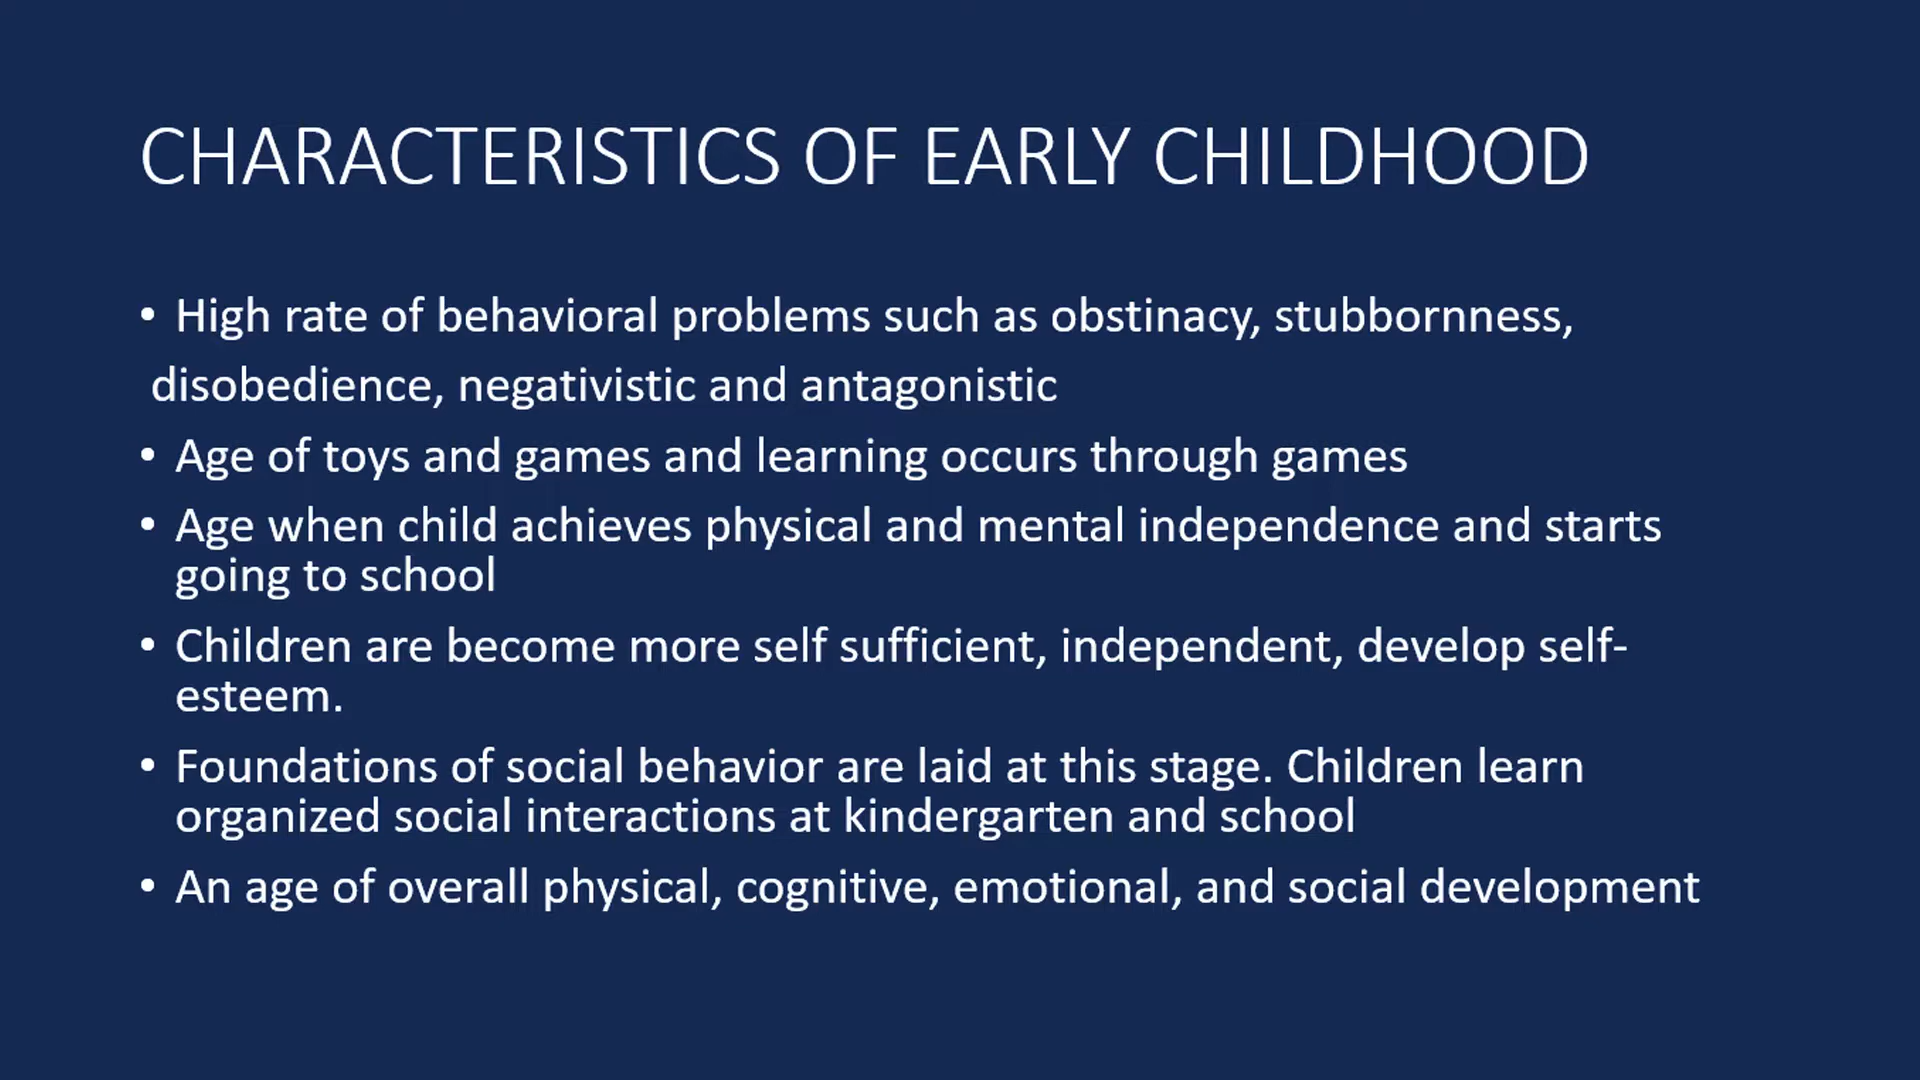 CHARACTERISTICS OF EARLY CHILDHOOD
• High rate of behavioral problems such as obstinacy, stubbornness,
disobedience, negativistic and antagonistic
• Age of toys and games and learning occurs through games
• Age when child achieves physical and mental independence and starts
going to school
• Children are become more self sufficient, independent, develop self-
esteem.
• Foundations of social behavior are laid at this stage. Children learn
organized social interactions at kindergarten and school
• An age of overall physical, cognitive, emotional, and social development